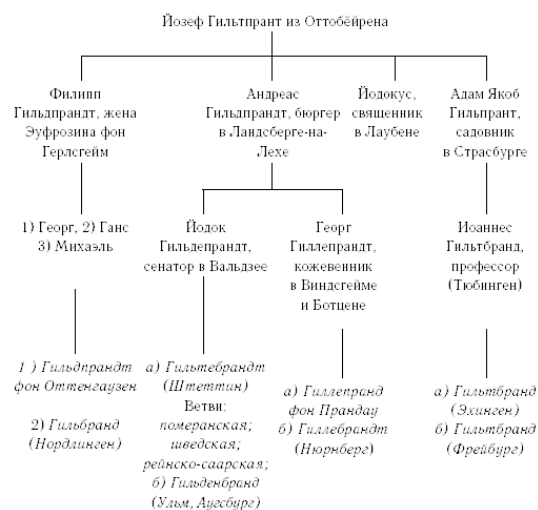 Йозеф Гильтпрант из Оттобёйрена
Филипп
Гильдпрандт, жена
Эуфрозина фон
Герлсгейм
Андреас
Гильдпрандт, бюргер
в Ландсберге-на-
Лехе
Йодокус,
священник
в Лаубене
Адам Якоб
Гильпрант,
садовник
в Страсбурге
1) Георг, 2) Ганс
3) Михаэль
Йодок
Гильдепрандт,
сенатор в Вальдзее
Георг
Гиллепрандт,
кожевенник
в Виндсгейме
и Ботцене
Иоаннес
Гильтбранд,
профессор
(Тюбинген)
1 ) Гильдпрандт
фон Оттенгаузен
2) Гильбранд
(Нордлинген)
а) Гильтебрандт
(Штеттин)
Ветви:
померанская;
шведская;
рейнско-саарская;
б) Гильденбранд
(Ульм, Аугсбург)
а) Гиллепранд
фон Прандау
б) Гиллебрандт
(Нюрнберг)
а) Гильтбранд
(Эхинген)
б) Гильтбранд
(Фрейбург)